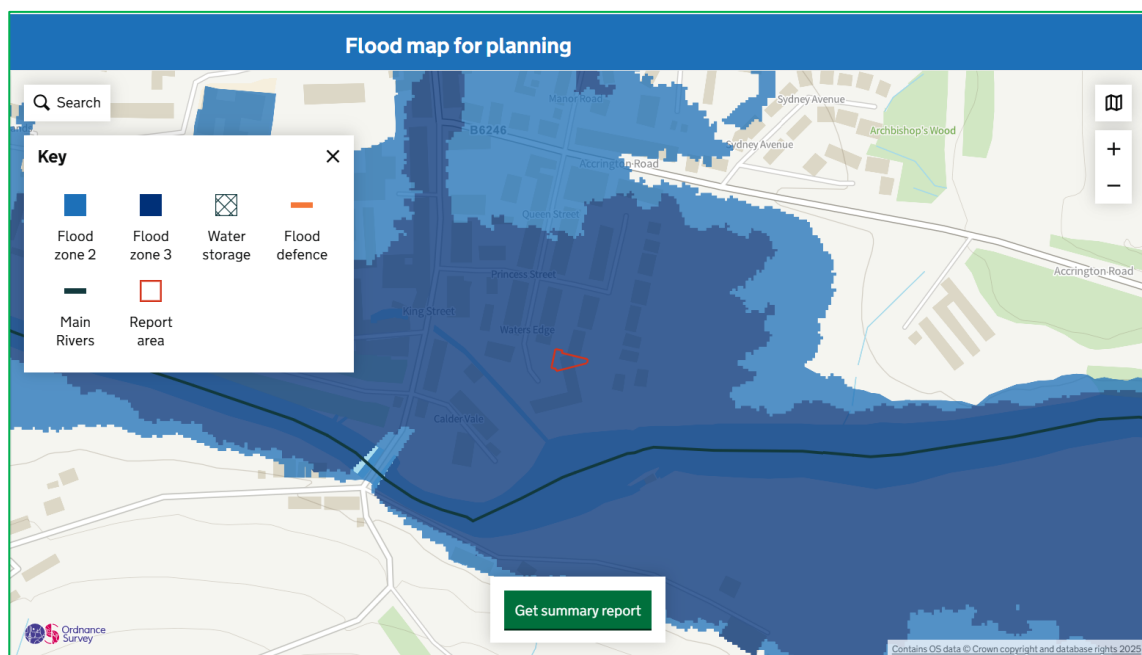 Flood map for planning
Search
Key
Flood
zone 2
Flood
zone 3
Water
storage
Flood
defence
Main
Rivers
Report
area
Manor Road
B6246
Sydney Avenue
Sydney Avenue
Archbishop's Wood
Accrington Road
Queen Street
Princess Street
Accrington Road
King Street
Waters Edge
Calder Vale
Get summary report
Ordnance
Survey
Contains OS data © Crown copyright and database rights 2025